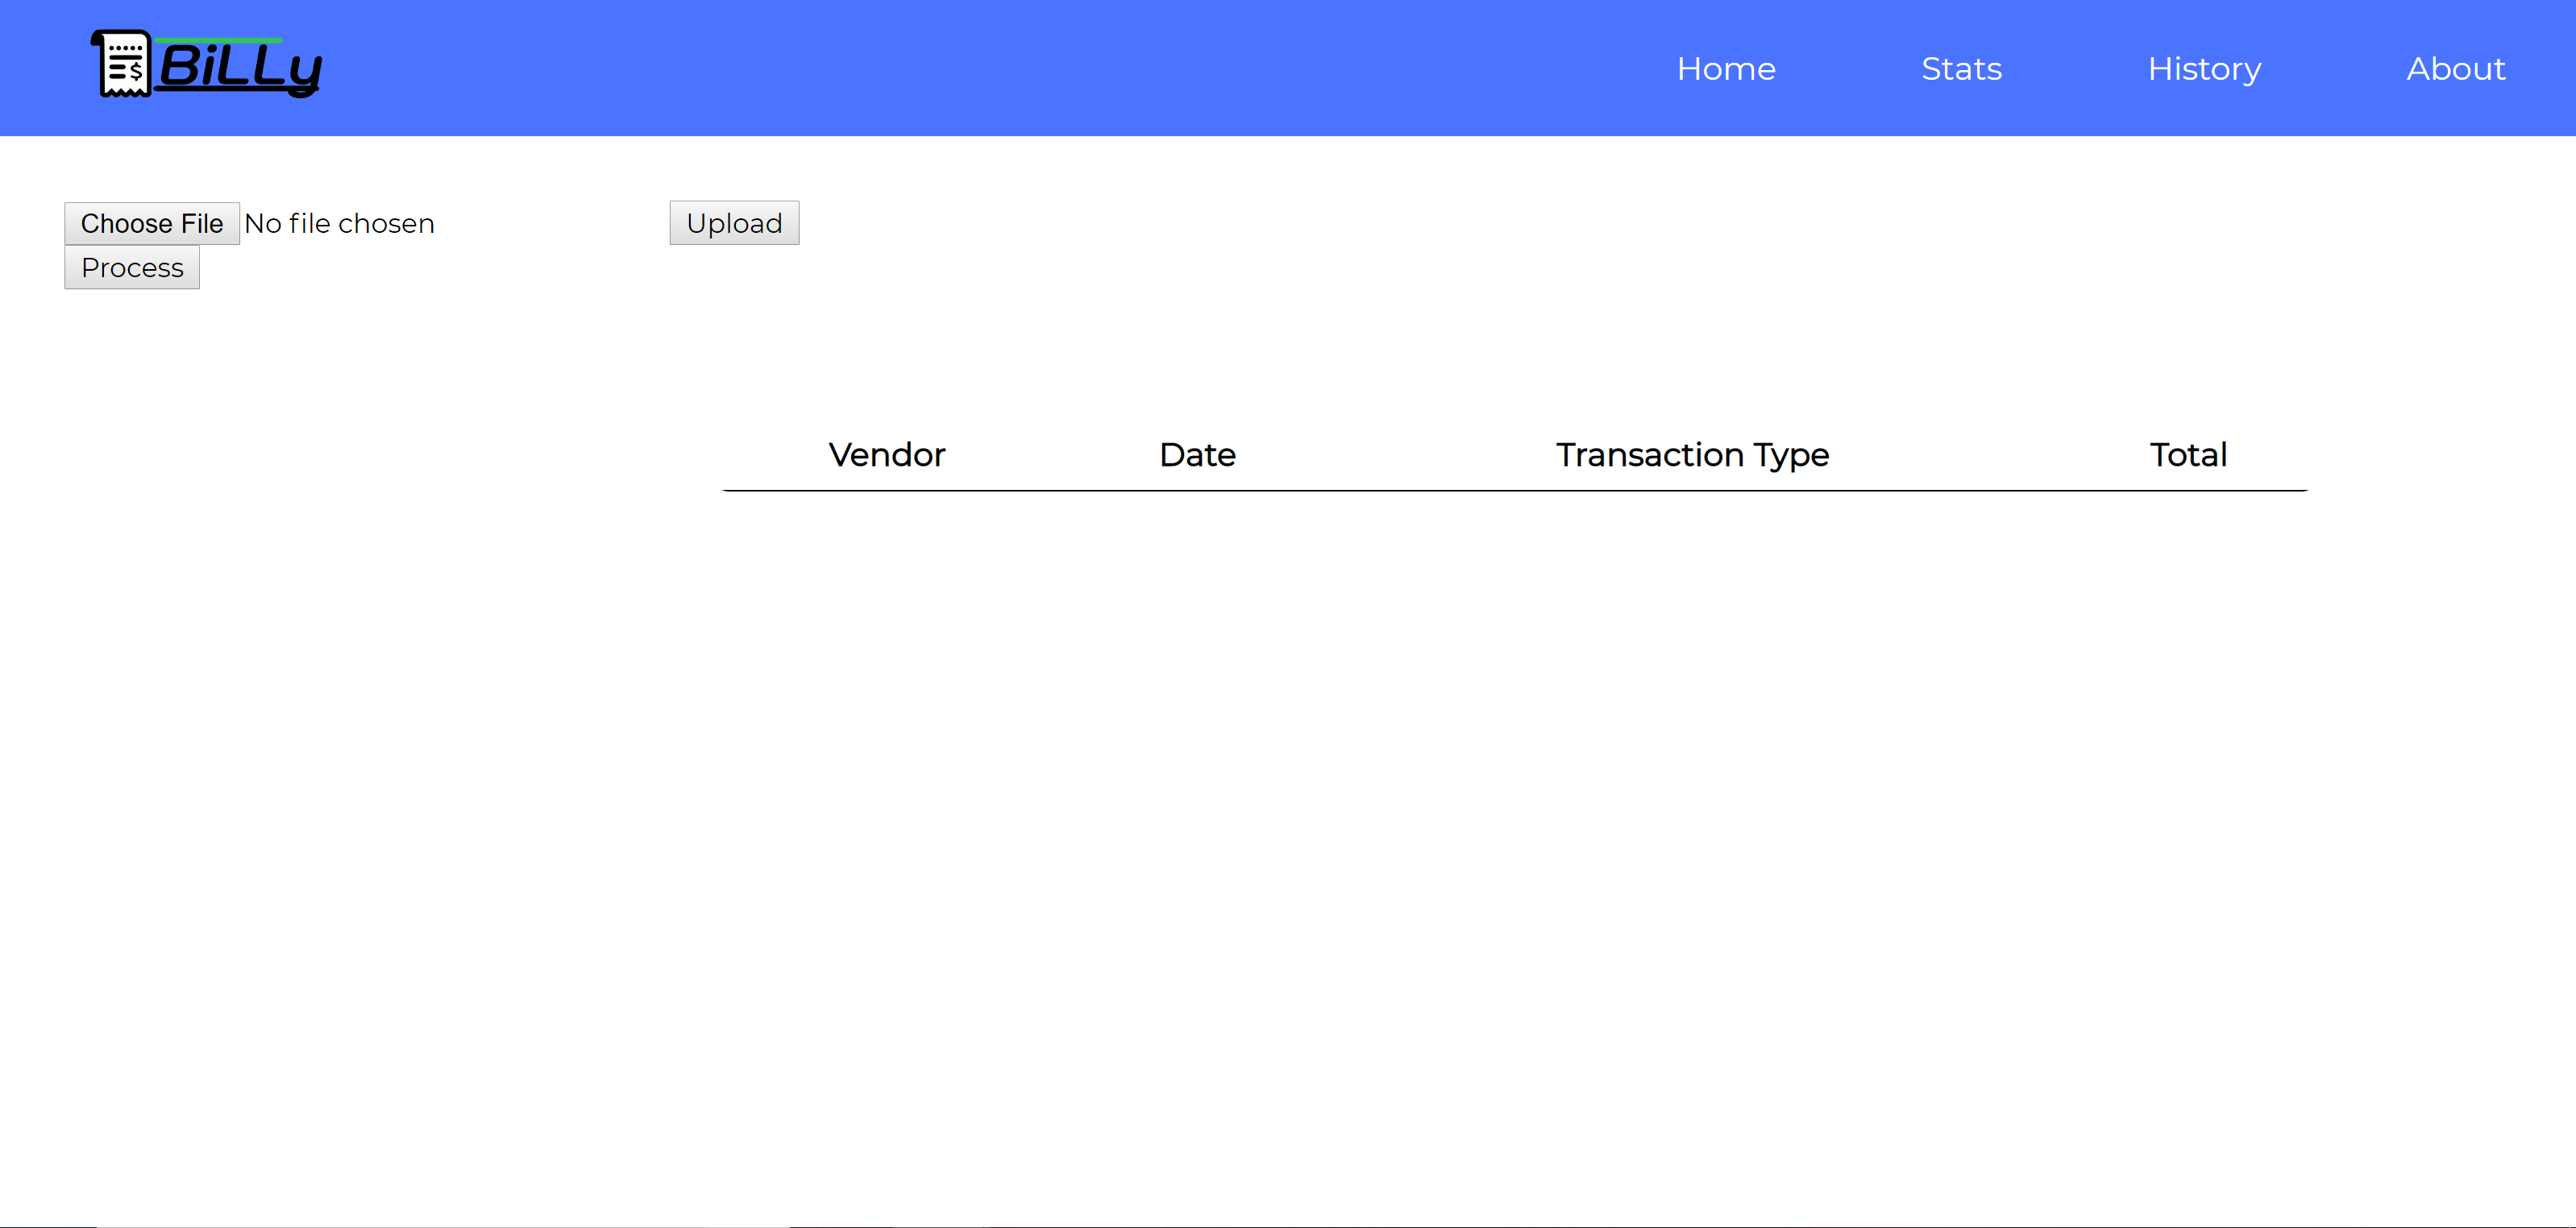 $ BiLLy Home Stats History About
Choose File No file chosen Upload
Process
Vendor Date Transaction Type Total